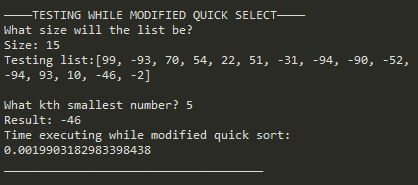 ————TESTING WHILE MODIFIED QUICK SELECT————
What size will the list be?
Size: 15
Testing list:[99, -93, 70, 54, 22, 51, -31, -94, -90, -52,
-94, 93, 10, -46, -2]
What kth smallest number? 5
Result: -46
Time executing while modified quick sort:
0.0019903182983398438